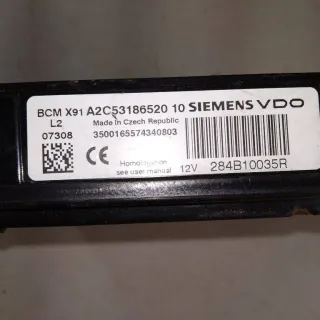 BCM X91 A2C53186520 10 SIEMENS VDO
L2 Made in Czech Republic
07308 3500165574340803
CE
Homologation
see user manual 12V 284B10035R